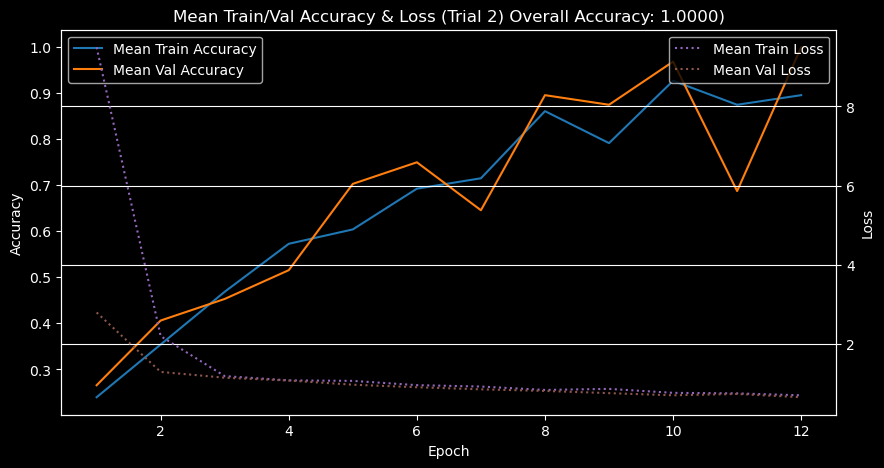 Mean Train/Val Accuracy & Loss (Trial 2) Overall Accuracy: 1.0000)
Mean Train Accuracy
Mean Val Accuracy
Mean Train Loss
Mean Val Loss
1.0
0.9
0.8
0.7
0.6
0.5
0.4
0.3
Accuracy
8
6
4
2
Loss
2 4 6 8 10 12
Epoch